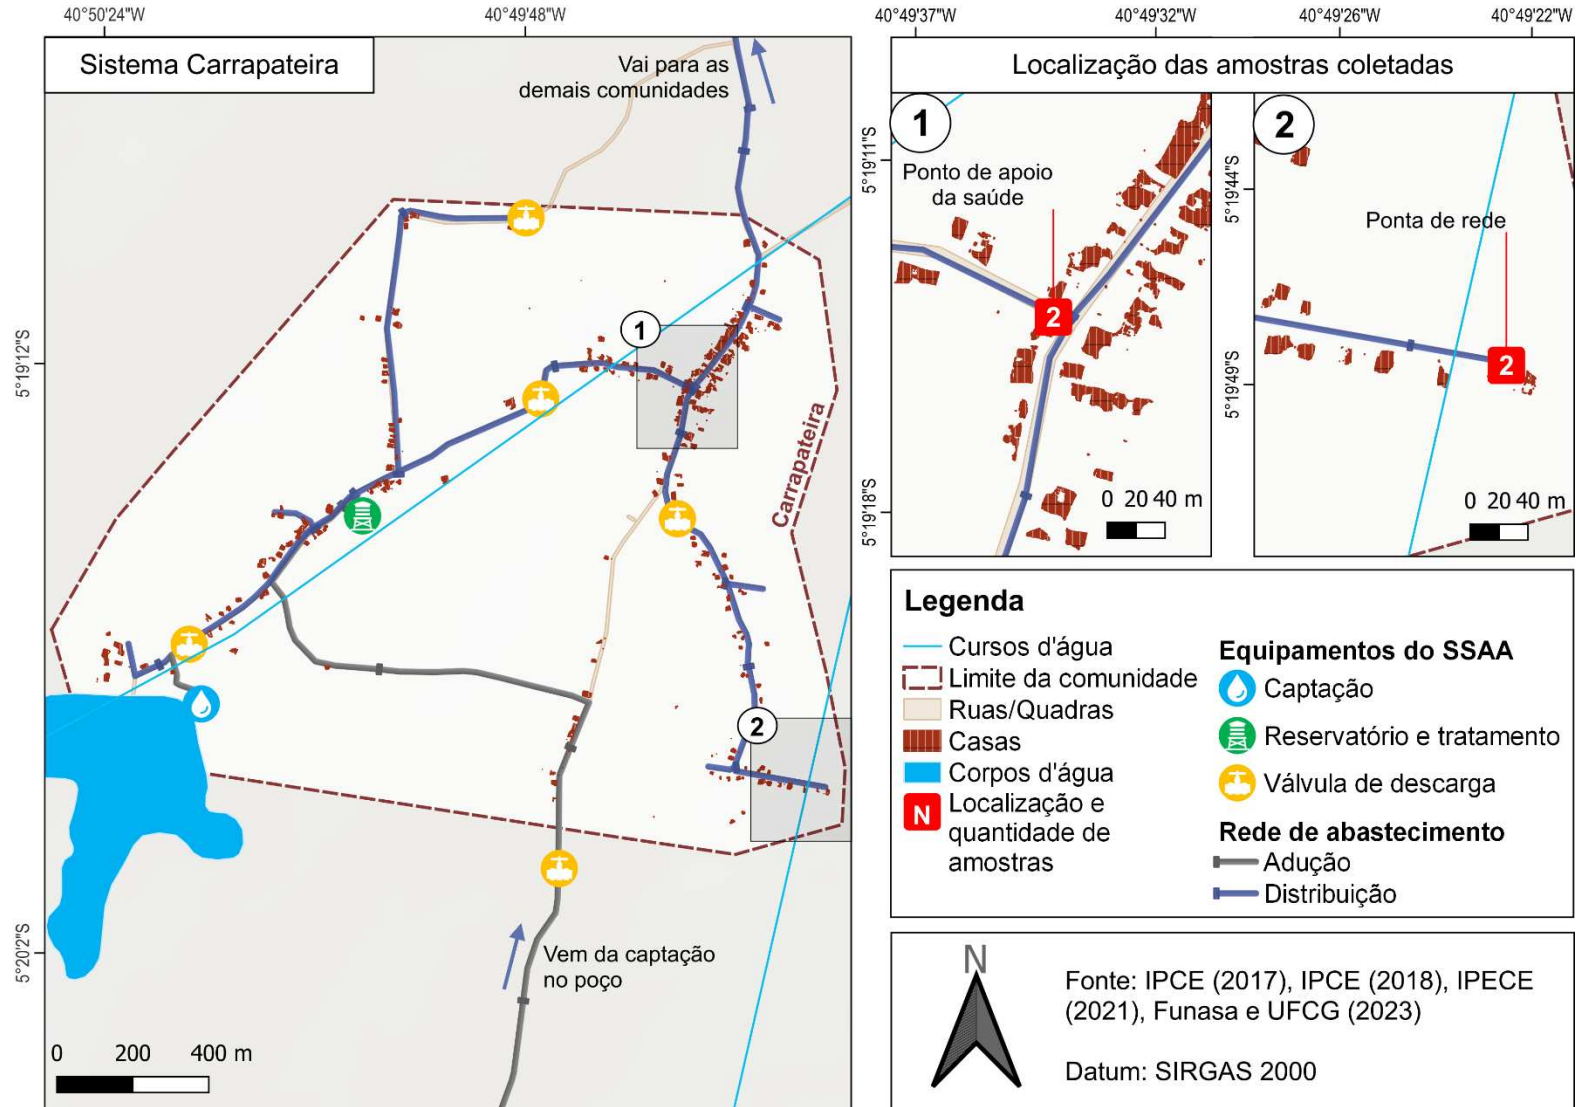 40°50'24"W
40°49'48"W
40°49'37"W
40°49'32"W
40°49'26"W
40°49'22"W
Sistema Carrapateira
Vai para as
demais comunidades
5°19'12"S
5°20'2"S
1
2
Carrapateira
Vem da captação
no poço
0 200 400 m
Localização das amostras coletadas
1
5°19'11"S
5°19'18"S
Ponto de apoio
da saúde
2
0 20 40 m
2
5°19'44"S
5°19'49"S
Ponta de rede
2
0 20 40 m
Legenda
Cursos d'água
Limite da comunidade
Ruas/Quadras
Casas
Corpos d'água
N
Localização e
quantidade de
amostras
Equipamentos do SSAA
Captação
Reservatório e tratamento
Válvula de descarga
Rede de abastecimento
Adução
Distribuição
N
Fonte: IPCE (2017), IPCE (2018), IPECE
(2021), Funasa e UFCG (2023)
Datum: SIRGAS 2000